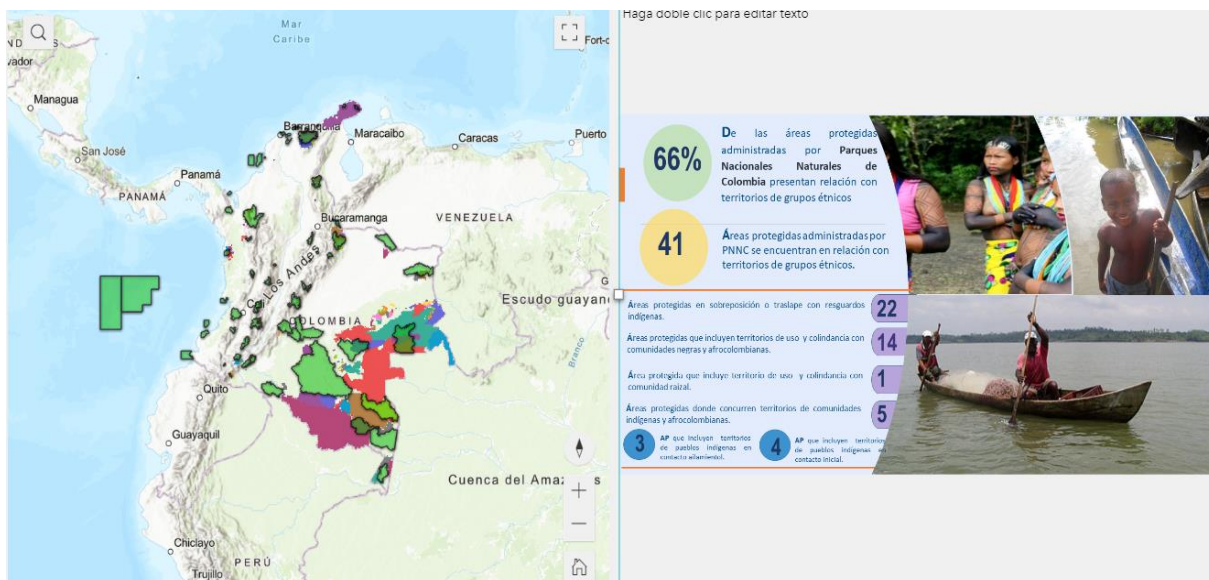 Mar
Caribe
Fort-
Managua
Barranquilla
Maracaibo
Caracas
Puerto
San José
Panamá
PANAMÁ
Bucaramanga
VENEZUELA
Los Andes
Escudo guayan
Cali
COLOMBIA
Branco
Quito
Guayaquil
Cuenca del Ama
s
Chiclayo
PERÚ
Trujillo
Haga doble clic para editar texto
66%
De las áreas protegidas
administradas por Parques
Nacionales Naturales de
Colombia presentan relación con
territorios de grupos étnicos
41
Áreas protegidas administradas por
PNNC se encuentran en relación con
territorios de grupos étnicos.
Áreas protegidas en sobreposición o traslape con resguardos
indígenas.
22
Áreas protegidas que incluyen territorios de uso y colindancia con
comunidades negras y afrocolombianas.
14
Área protegida que incluye territorio de uso y colindancia con
comunidad raizal.
1
Áreas protegidas donde concurren territorios de comunidades
indígenas y afrocolombianas.
5
3
AP que incluyen territorios
de pueblos indígenas en
contacto
4
AP que incluyen territorios
de pueblos indígenas en
contacto inicial.